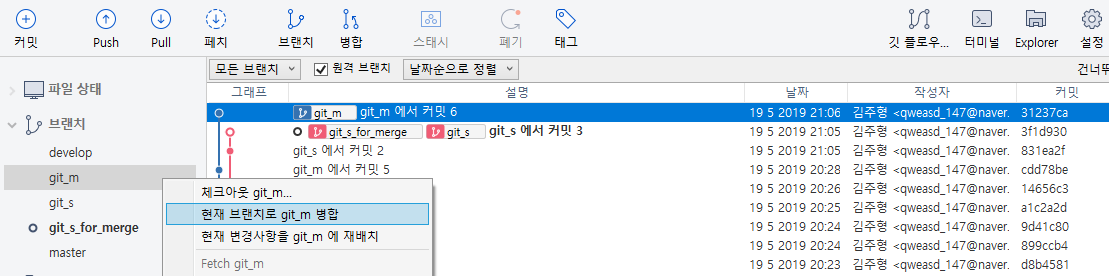 커밋 Push Pull 패치 브랜치 병합 스태시 폐기 태그 깃 플로우... 터미널 Explorer 설정
모든 브랜치 원격 브랜치 날짜순으로 정렬 건너뛰
파일 상태
브랜치
develop
git_m
git_s
git_s_for_merge
master
그래프 설명 날짜 작성자 커밋
git_m git_m 에서 커밋 6 19 5 2019 21:06 김주형 <qweasd_147@naver. 31237ca
git_s_for_merge git_s git_s 에서 커밋 3 19 5 2019 21:05 김주형 <qweasd_147@naver. 3f1d930
git_s 에서 커밋 2 19 5 2019 21:05 김주형 <qweasd_147@naver. 831ea2f
git_m 에서 커밋 5 19 5 2019 20:28 김주형 <qweasd_147@naver. cdd78be
19 5 2019 20:26 김주형 <qweasd_147@naver. 14656c3
19 5 2019 20:25 김주형 <qweasd_147@naver. a1c2a2d
19 5 2019 20:24 김주형 <qweasd_147@naver. 9d41c80
19 5 2019 20:24 김주형 <qweasd_147@naver. 899ccb4
19 5 2019 20:23 김주형 <qweasd_147@naver. d8b4581
체크아웃 git_m...
현재 브랜치로 git_m 병합
현재 변경사항을 git_m 에 재배치
Fetch git_m